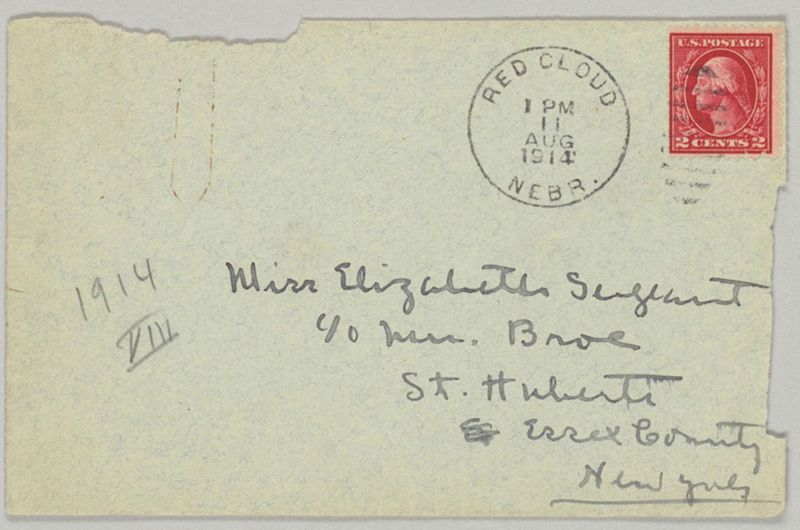 RED CLOUD
1 PM
11
AUG
1914
NEBR.
U.S. POSTAGE
2 CENTS 2
1914
VIII
Miss Elizabeth Sergeant
c/o Mrs. Broe
St. Huberts
Essex County
New York